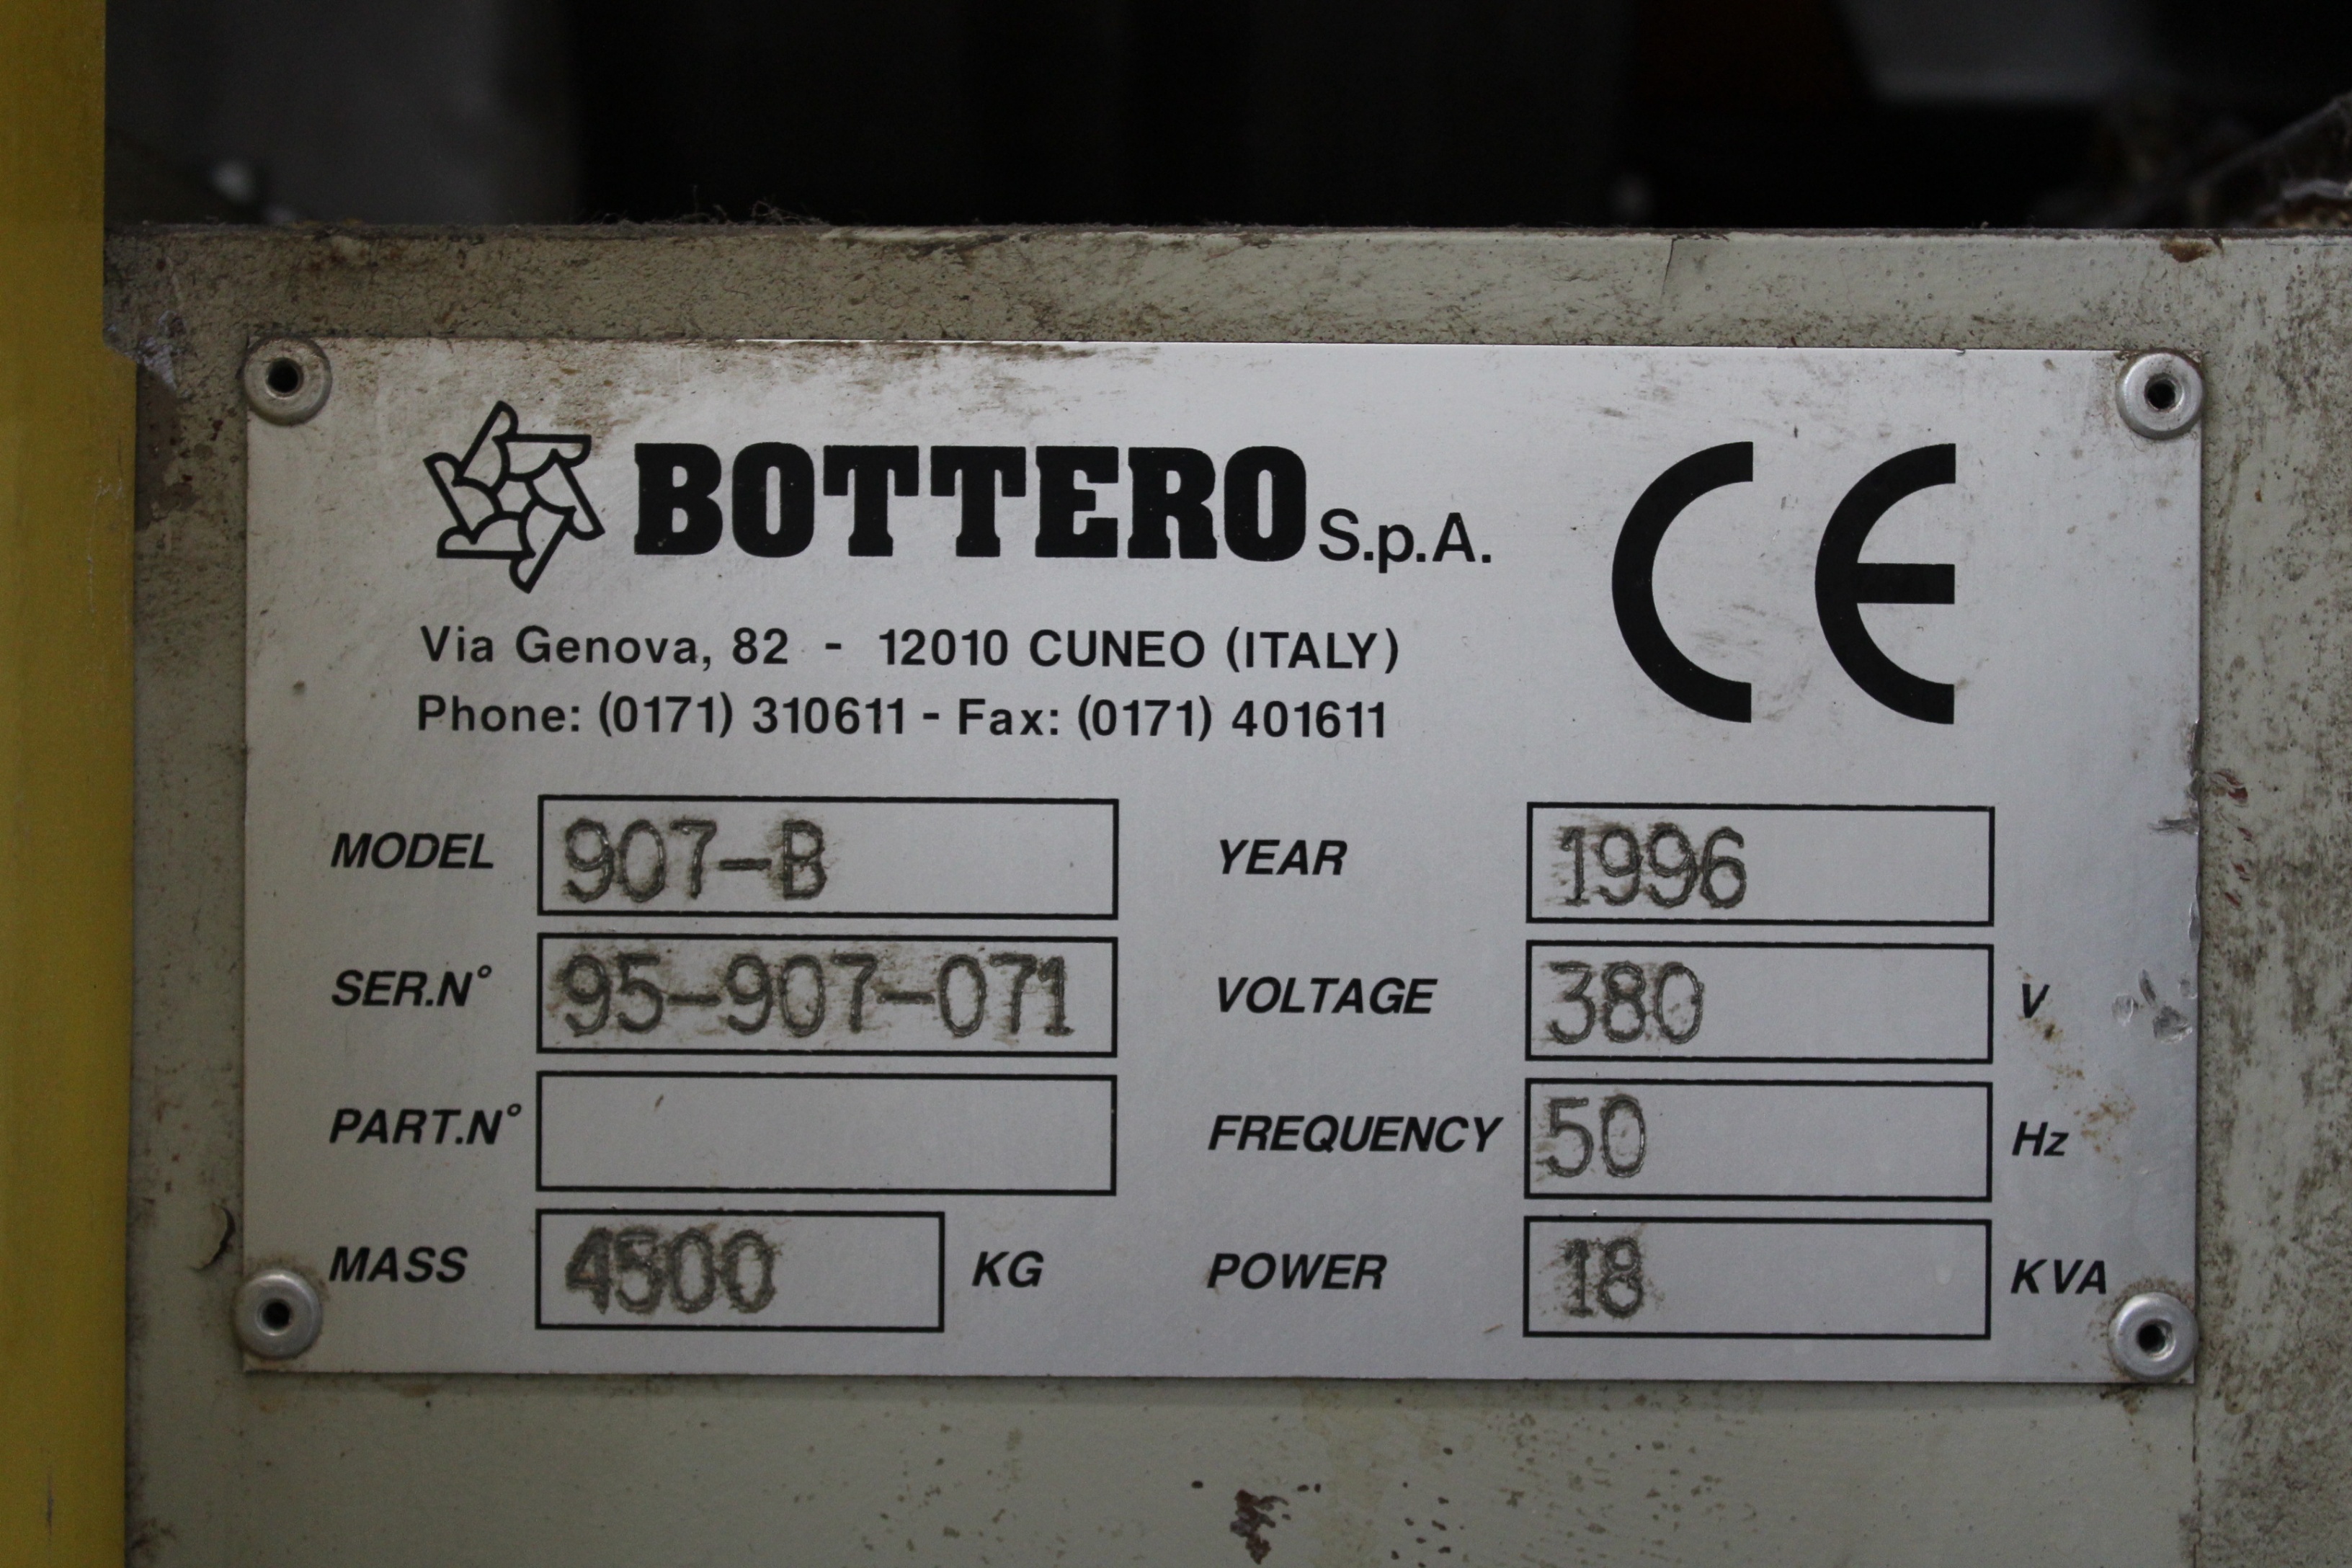 BOTTERO S.p.A.
CE
Via Genova, 82 - 12010 CUNEO (ITALY)
Phone: (0171) 310611 - Fax: (0171) 401611
MODEL 907-B YEAR 1996
SER.N° 95-907-071 VOLTAGE 380 V
PART.N° FREQUENCY 50 Hz
MASS 4500 KG POWER 18 KVA